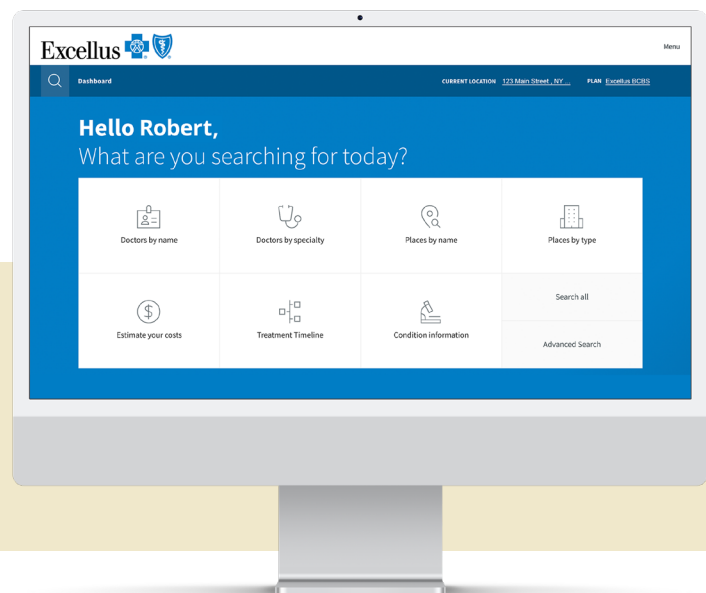 Excellus
Menu
Dashboard
CURRENT LOCATION 123 Main Street , NY ... PLAN Excellus BCBS
Hello Robert,
What are you searching for today?
Doctors by name
Doctors by specialty
Places by name
Places by type
Estimate your costs
Treatment Timeline
Condition information
Search all
Advanced Search